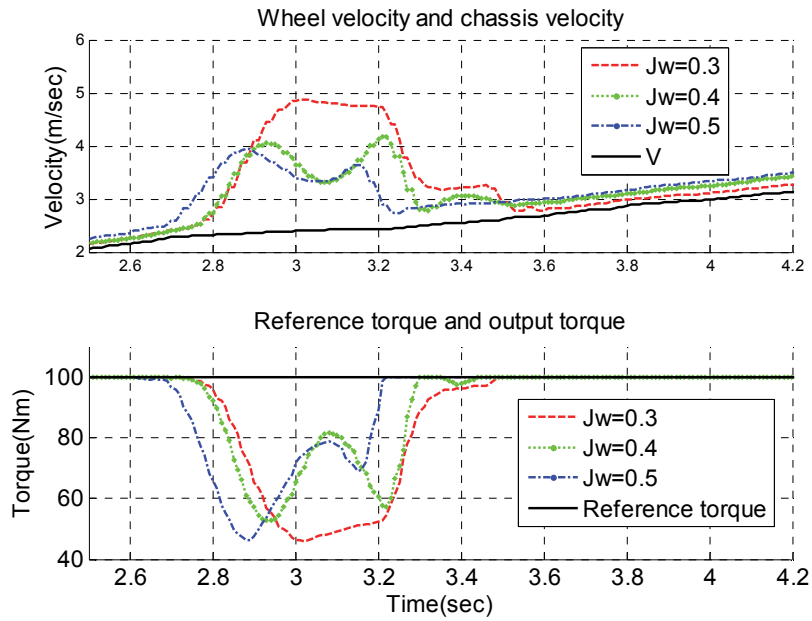 Wheel velocity and chassis velocity
Velocity(m/sec)
6
5
4
3
2
2.6 2.8 3 3.2 3.4 3.6 3.8 4 4.2
Jw=0.3
Jw=0.4
Jw=0.5
V
Reference torque and output torque
Torque(Nm)
100
80
60
40
2.6 2.8 3 3.2 3.4 3.6 3.8 4 4.2
Jw=0.3
Jw=0.4
Jw=0.5
Reference torque
Time(sec)